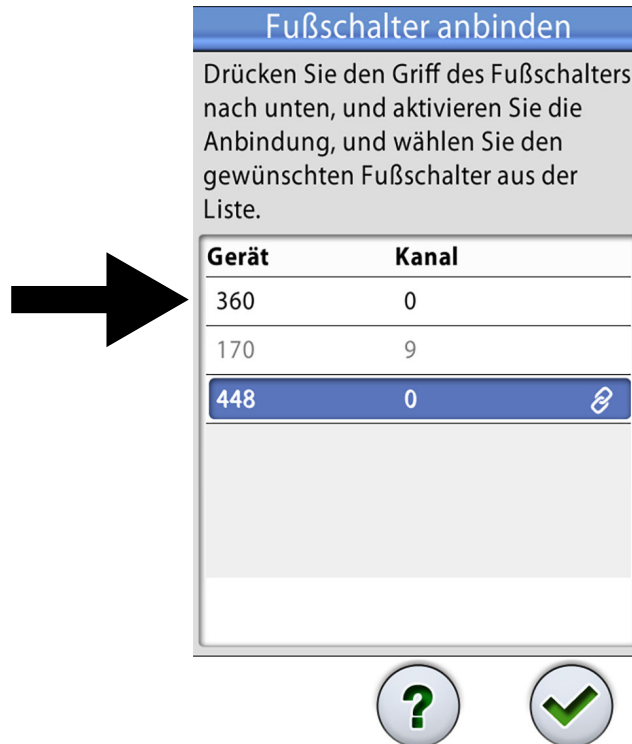 Fußschalter anbinden
Drücken Sie den Griff des Fußschalters
nach unten, und aktivieren Sie die
Anbindung, und wählen Sie den
gewünschten Fußschalter aus der
Liste.
Gerät Kanal
360 0
170 9
448 0
?